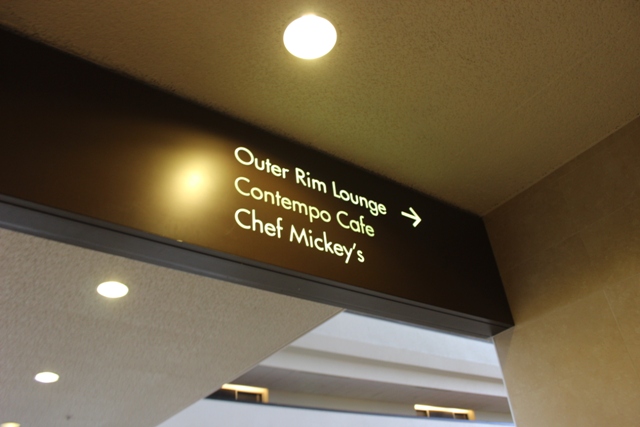 Outer Rim Lounge →
Contempo Cafe
Chef Mickey's